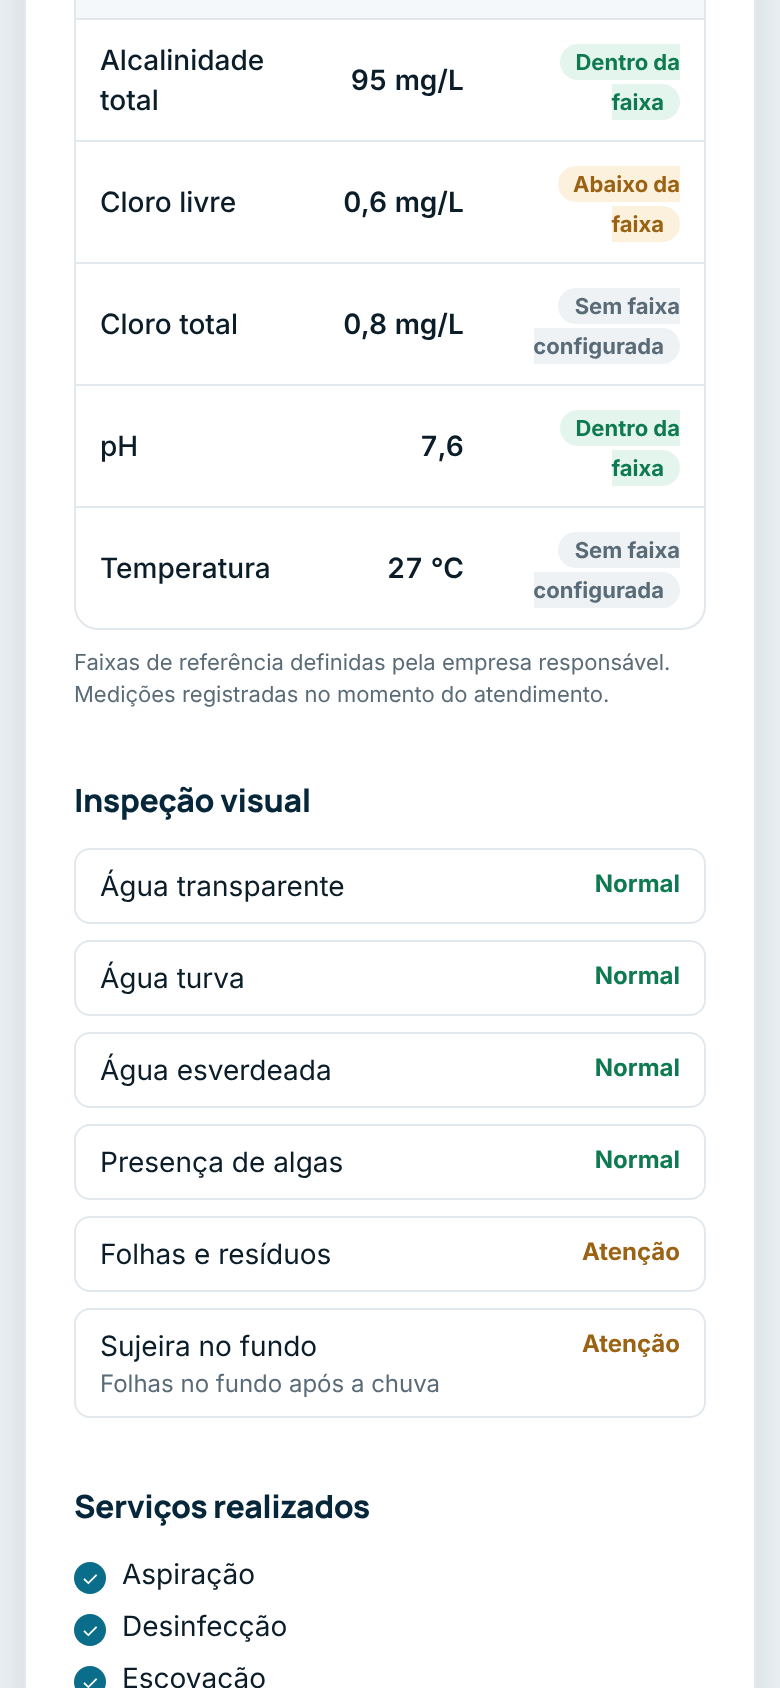 Alcalinidade total 95 mg/L Dentro da faixa
Cloro livre 0,6 mg/L Abaixo da faixa
Cloro total 0,8 mg/L Sem faixa configurada
pH 7,6 Dentro da faixa
Temperatura 27 °C Sem faixa configurada
Faixas de referência definidas pela empresa responsável.
Medições registradas no momento do atendimento.
Inspeção visual
Água transparente Normal
Água turva Normal
Água esverdeada Normal
Presença de algas Normal
Folhas e resíduos Atenção
Sujeira no fundo Atenção
Folhas no fundo após a chuva
Serviços realizados
Aspiração
Desinfecção
Escovação